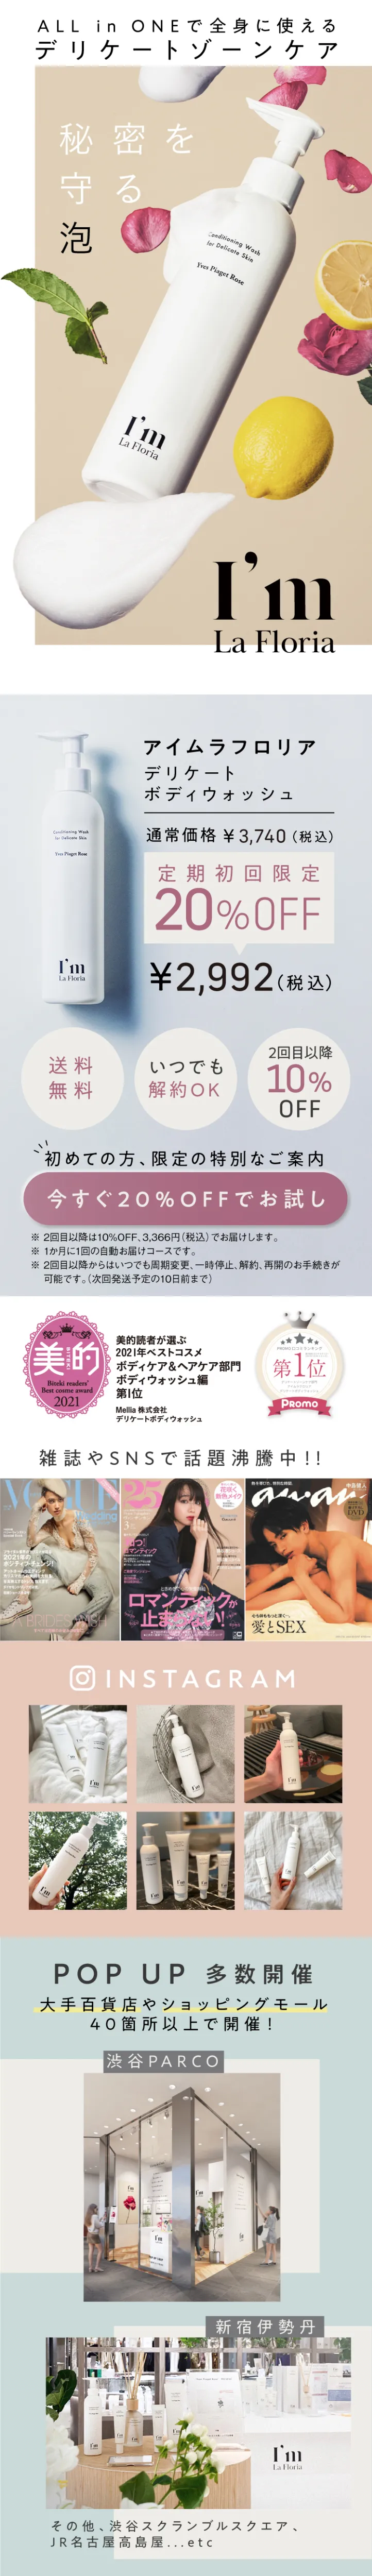 ALL in ONEで全身に使える
デリケートゾーンケア
秘密を
守る
泡
Conditioning Wash
for Delicate Skin
Yves Piaget Rose
I'm
La Floria
I'm
La Floria
アイムラフロリア
デリケート
ボディウォッシュ
通常価格￥3,740（税込）
定期初回限定
20%OFF
¥2,992(税込)
Conditioning Wash
for Delicate Skin
Yves Piaget Rose
I'm
La Floria
送料
無料
いつでも
解約OK
2回目以降
10%
OFF
初めての方、限定の特別なご案内
今すぐ20%OFFでお試し
※ 2回目以降は10%OFF、3,366円(税込)でお届けします。
※ 1か月に1回の自動お届けコースです。
※ 2回目以降からはいつでも周期変更、一時停止、解約、再開のお手続きが
可能です。(次回発送予定の10日前まで)
美的
BITEKI
Biteki readers'
Best cosme award
2021
美的読者が選ぶ
2021年ベストコスメ
ボディケア&ヘアケア部門
ボディウォッシュ編
第1位
Mellia 株式会社
デリケートボディウォッシュ
第1位
PROMO
雑誌やSNSで話題沸騰中!!
VOGUE
Wedding
2021年の
BRIDES WISH
25
ロマンティックが
止まらない!
anan
愛とSEX
INSTAGRAM
POP UP 多数開催
大手百貨店やショッピングモール
40箇所以上で開催!
渋谷PARCO
新宿伊勢丹
I'm
La Floria
その他、渋谷スクランブルスクエア、
JR名古屋高島屋...etc